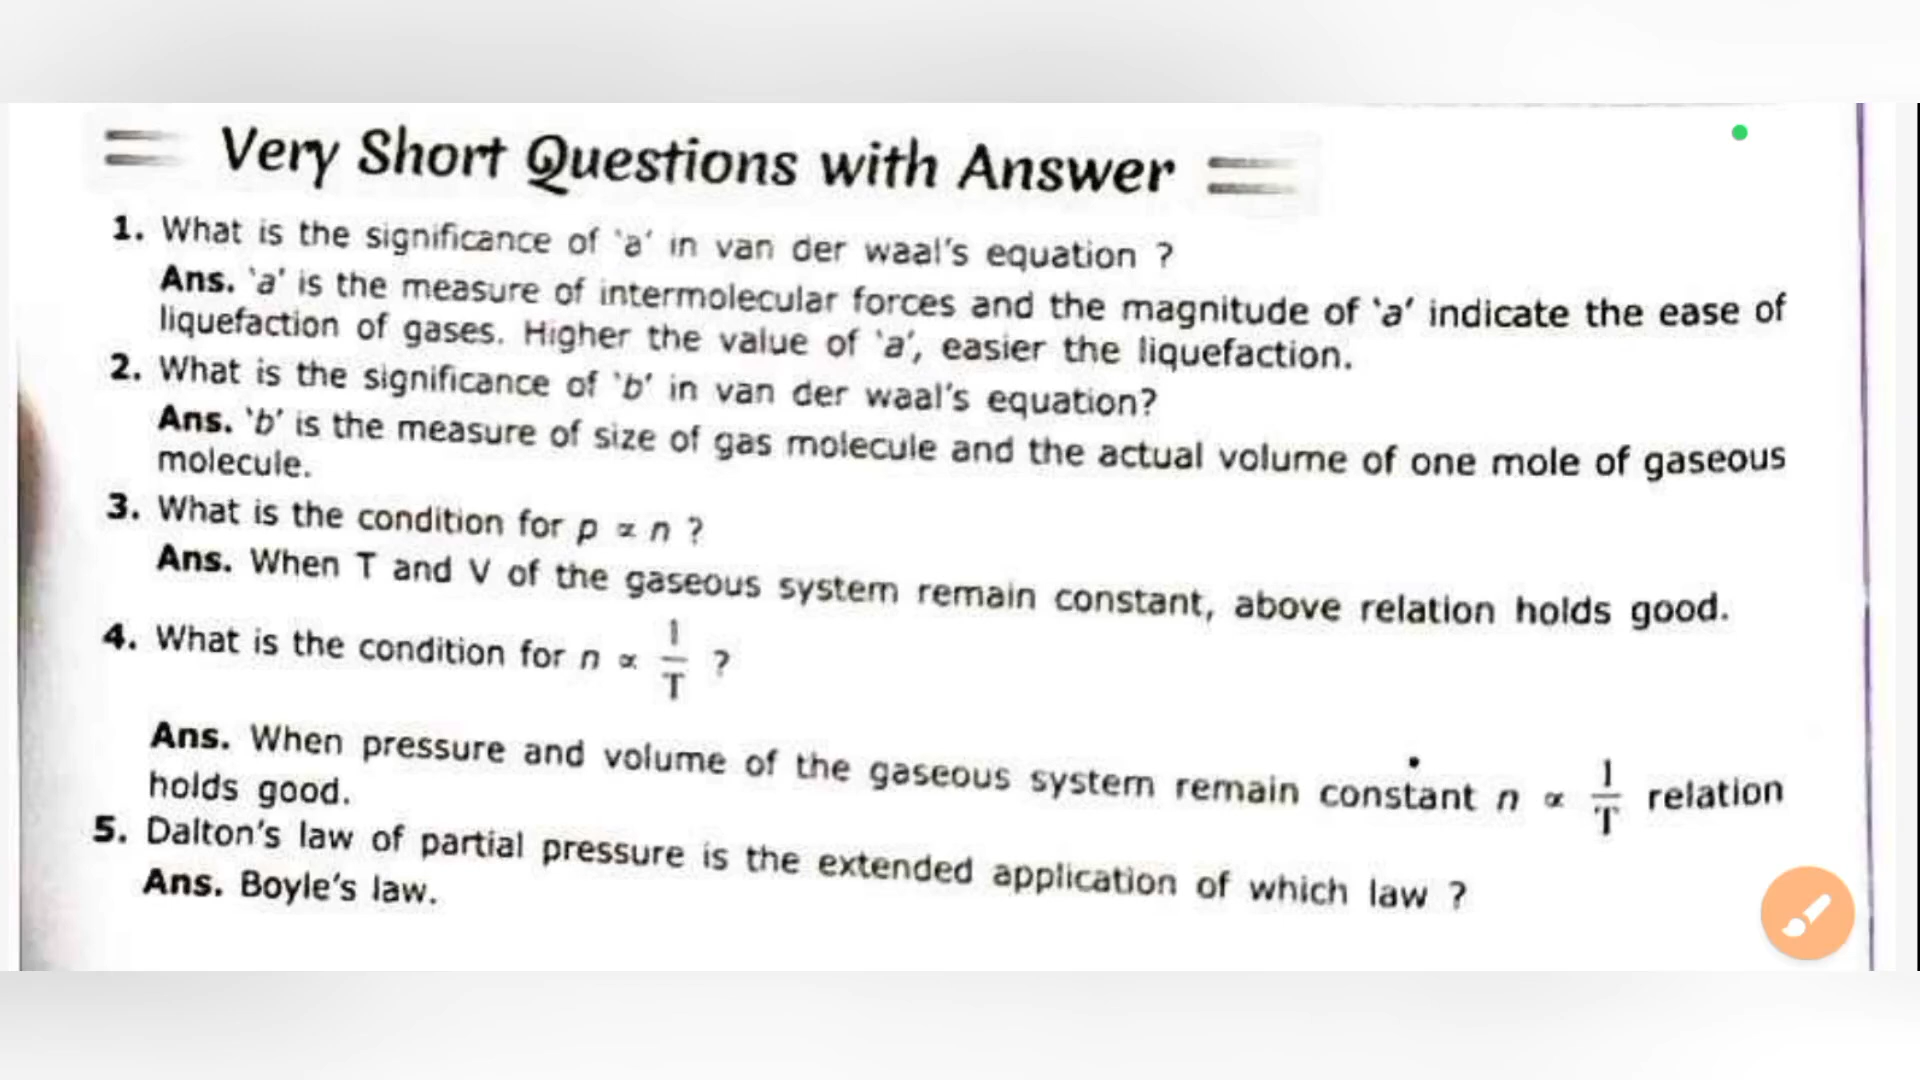 Very Short Questions with Answer
1. What is the significance of ‘a’ in van der waal’s equation ?
Ans. ‘a’ is the measure of intermolecular forces and the magnitude of ‘a’ indicate the ease of
liquefaction of gases. Higher the value of ‘a’, easier the liquefaction.
2. What is the significance of ‘b’ in van der waal’s equation?
Ans. ‘b’ is the measure of size of gas molecule and the actual volume of one mole of gaseous
molecule.
3. What is the condition for p ∝ n ?
Ans. When T and V of the gaseous system remain constant, above relation holds good.
4. What is the condition for n ∝ 1/T ?
Ans. When pressure and volume of the gaseous system remain constant n ∝ 1/T relation
holds good.
5. Dalton’s law of partial pressure is the extended application of which law ?
Ans. Boyle’s law.